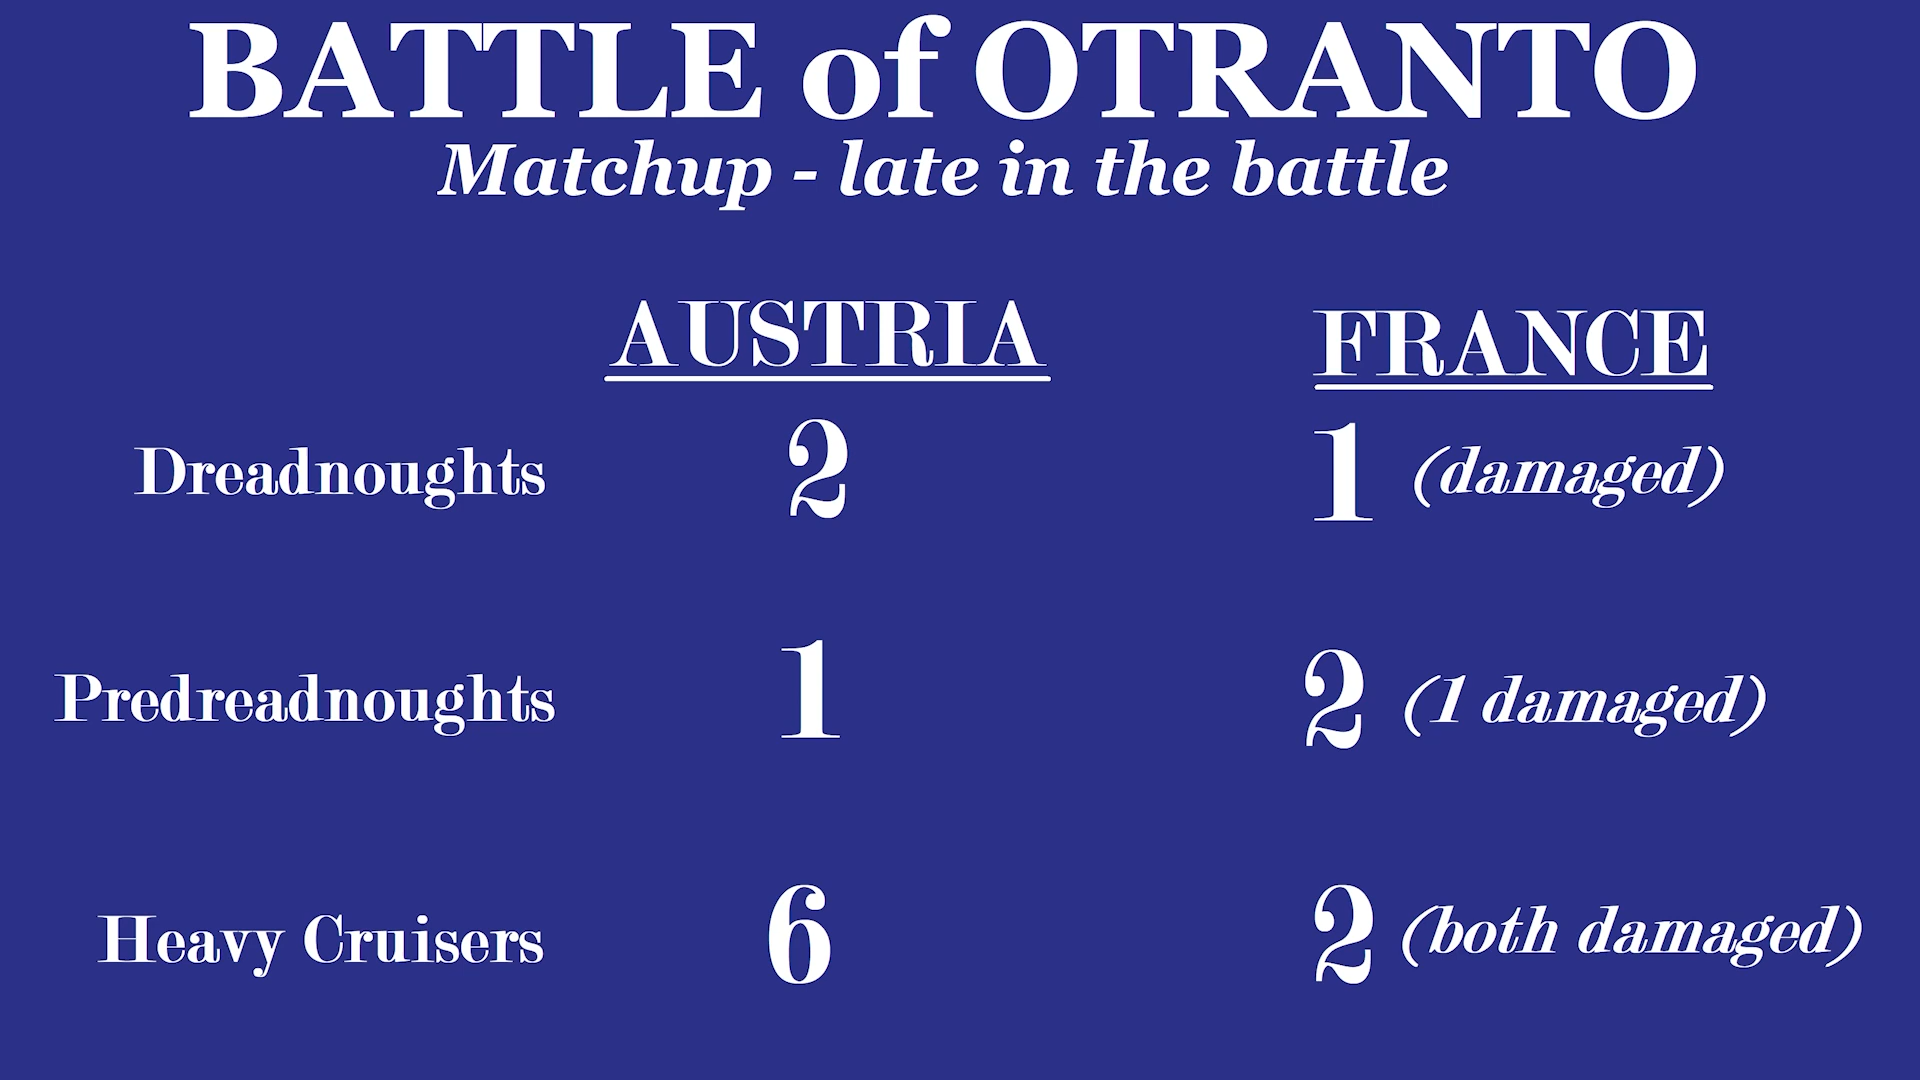 BATTLE of OTRANTO
Matchup - late in the battle
AUSTRIA FRANCE
Dreadnoughts 2 1 (damaged)
Predreadnoughts 1 2 (1 damaged)
Heavy Cruisers 6 2 (both damaged)